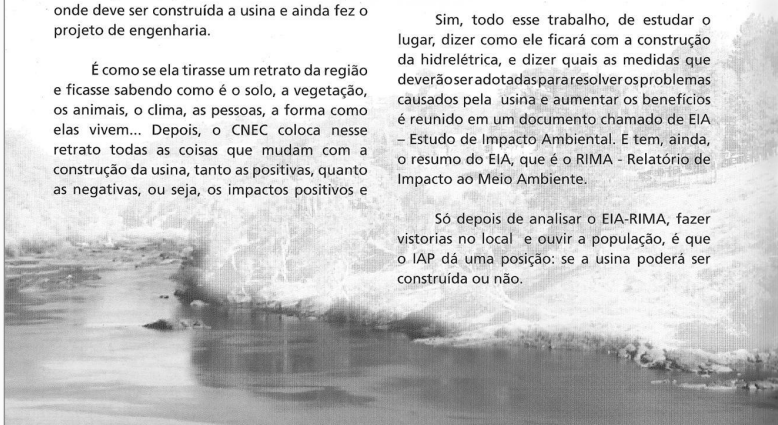 onde deve ser construída a usina e ainda fez o
projeto de engenharia.
É como se ela tirasse um retrato da região
e ficasse sabendo como é o solo, a vegetação,
os animais, o clima, as pessoas, a forma como
elas vivem... Depois, o CNEC coloca nesse
retrato todas as coisas que mudam com a
construção da usina, tanto as positivas, quanto
as negativas, ou seja, os impactos positivos e
Sim, todo esse trabalho, de estudar o
lugar, dizer como ele ficará com a construção
da hidrelétrica, e dizer quais as medidas que
deverão ser adotadas para resolver os problemas
causados pela usina e aumentar os benefícios
é reunido em um documento chamado de EIA
– Estudo de Impacto Ambiental. E tem, ainda,
o resumo do EIA, que é o RIMA - Relatório de
Impacto ao Meio Ambiente.
Só depois de analisar o EIA-RIMA, fazer
vistorias no local e ouvir a população, é que
o IAP dá uma posição: se a usina poderá ser
construída ou não.